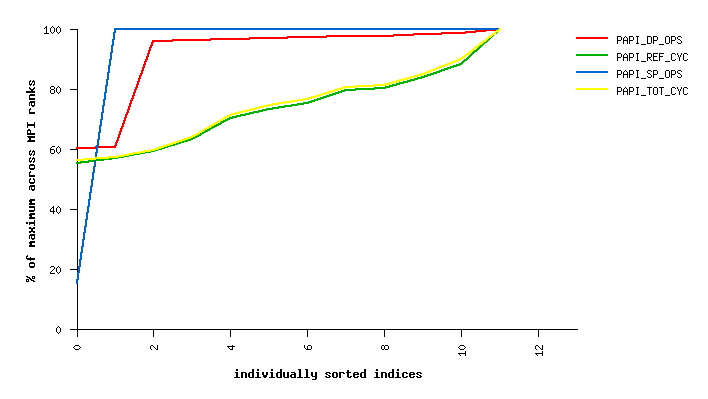 100
80
60
40
20
0
% of maximum across MPI ranks
0 2 4 6 8 10 12
individually sorted indices
PAPI_DP_OPS
PAPI_REF_CYC
PAPI_SP_OPS
PAPI_TOT_CYC